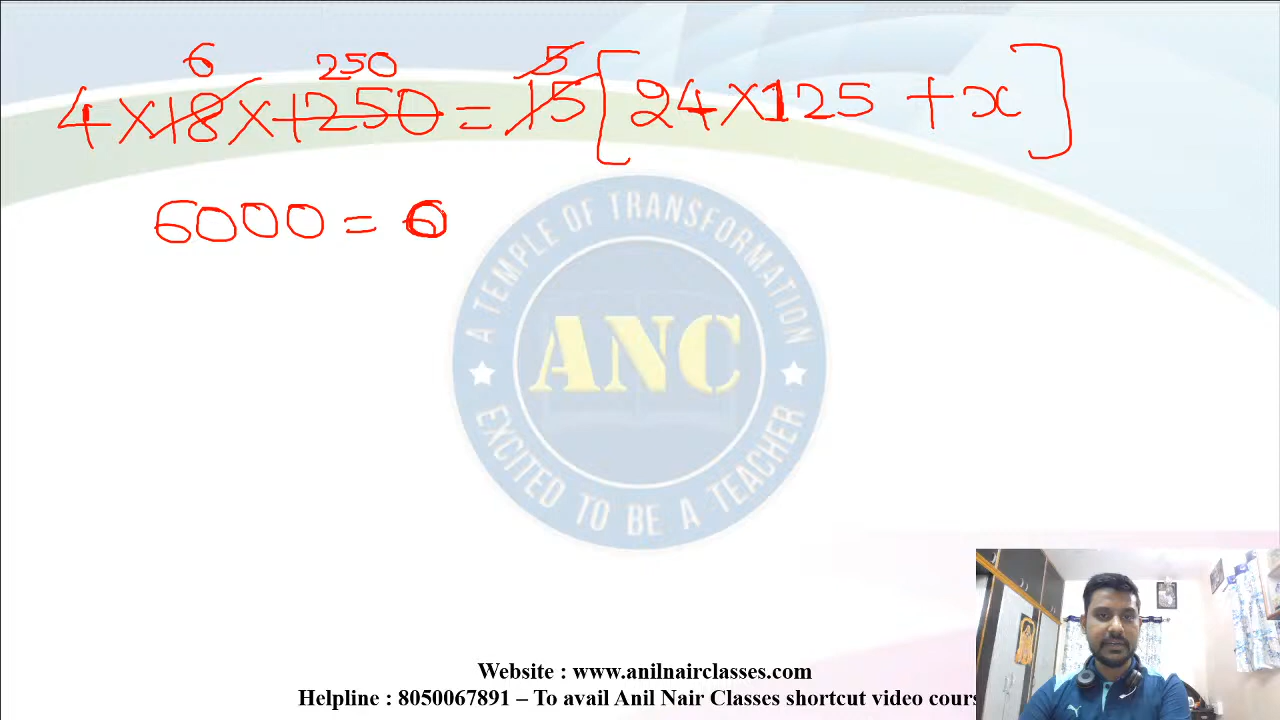 6 250 5
4×18×1250=15[24×125+x]
6000=6
A TEMPLE OF TRANSFORMATION
ANC
EXCITED TO BE A TEACHER
Website : www.anilnairclasses.com
Helpline : 8050067891 – To avail Anil Nair Classes shortcut video cours